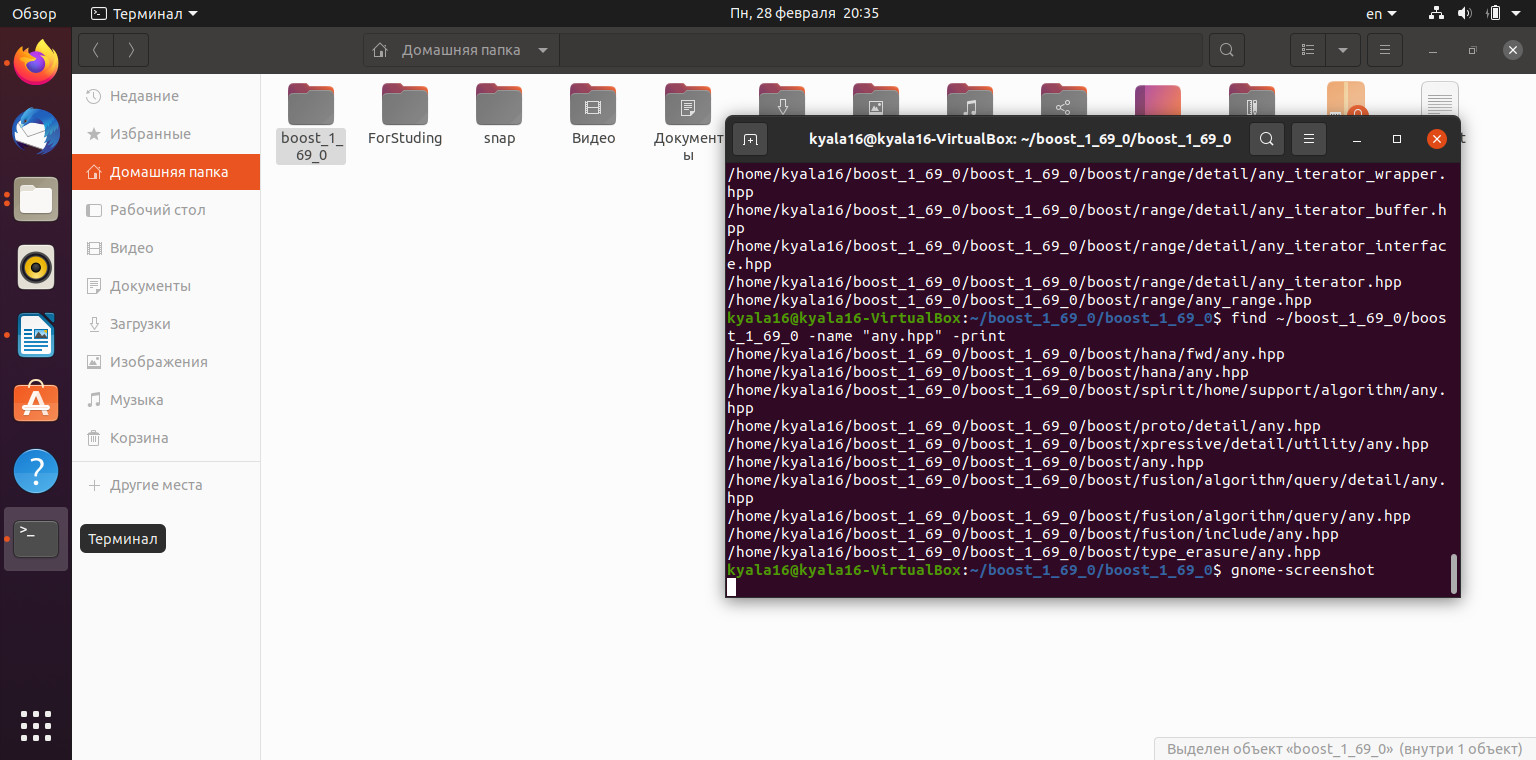 Обзор
Терминал
Пн, 28 февраля 20:35
en
Домашняя папка
Недавние
Избранные
Домашняя папка
Рабочий стол
Видео
Документы
Загрузки
Изображения
Музыка
Корзина
Другие места
Терминал
boost_1_
69_0
ForStuding
snap
Видео
Документ
ы
kyala16@kyala16-VirtualBox: ~/boost_1_69_0/boost_1_69_0
/home/kyala16/boost_1_69_0/boost_1_69_0/boost/range/detail/any_iterator_wrapper.
hpp
/home/kyala16/boost_1_69_0/boost_1_69_0/boost/range/detail/any_iterator_buffer.h
pp
/home/kyala16/boost_1_69_0/boost_1_69_0/boost/range/detail/any_iterator_interfac
e.hpp
/home/kyala16/boost_1_69_0/boost_1_69_0/boost/range/detail/any_iterator.hpp
/home/kyala16/boost_1_69_0/boost_1_69_0/boost/range/any_range.hpp
kyala16@kyala16-VirtualBox:~/boost_1_69_0/boost_1_69_0$ find ~/boost_1_69_0/boos
t_1_69_0 -name "any.hpp" -print
/home/kyala16/boost_1_69_0/boost_1_69_0/boost/hana/fwd/any.hpp
/home/kyala16/boost_1_69_0/boost_1_69_0/boost/hana/any.hpp
/home/kyala16/boost_1_69_0/boost_1_69_0/boost/spirit/home/support/algorithm/any.
hpp
/home/kyala16/boost_1_69_0/boost_1_69_0/boost/proto/detail/any.hpp
/home/kyala16/boost_1_69_0/boost_1_69_0/boost/xpressive/detail/utility/any.hpp
/home/kyala16/boost_1_69_0/boost_1_69_0/boost/any.hpp
/home/kyala16/boost_1_69_0/boost_1_69_0/boost/fusion/algorithm/query/detail/any.
hpp
/home/kyala16/boost_1_69_0/boost_1_69_0/boost/fusion/algorithm/query/any.hpp
/home/kyala16/boost_1_69_0/boost_1_69_0/boost/fusion/include/any.hpp
/home/kyala16/boost_1_69_0/boost_1_69_0/boost/type_erasure/any.hpp
kyala16@kyala16-VirtualBox:~/boost_1_69_0/boost_1_69_0$ gnome-screenshot
Выделен объект «boost_1_69_0» (внутри 1 объект)